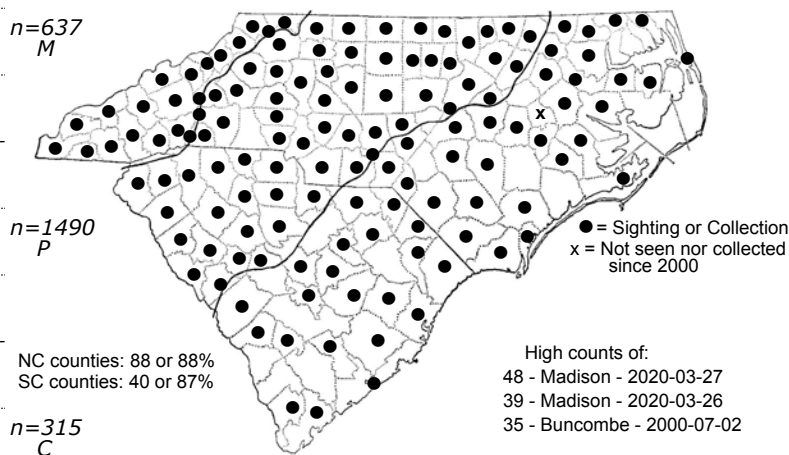 n=637
M
x
n=1490
P
= Sighting or Collection
x = Not seen nor collected
since 2000
NC counties: 88 or 88%
SC counties: 40 or 87%
High counts of:
48 - Madison - 2020-03-27
39 - Madison - 2020-03-26
35 - Buncombe - 2000-07-02
n=315
C